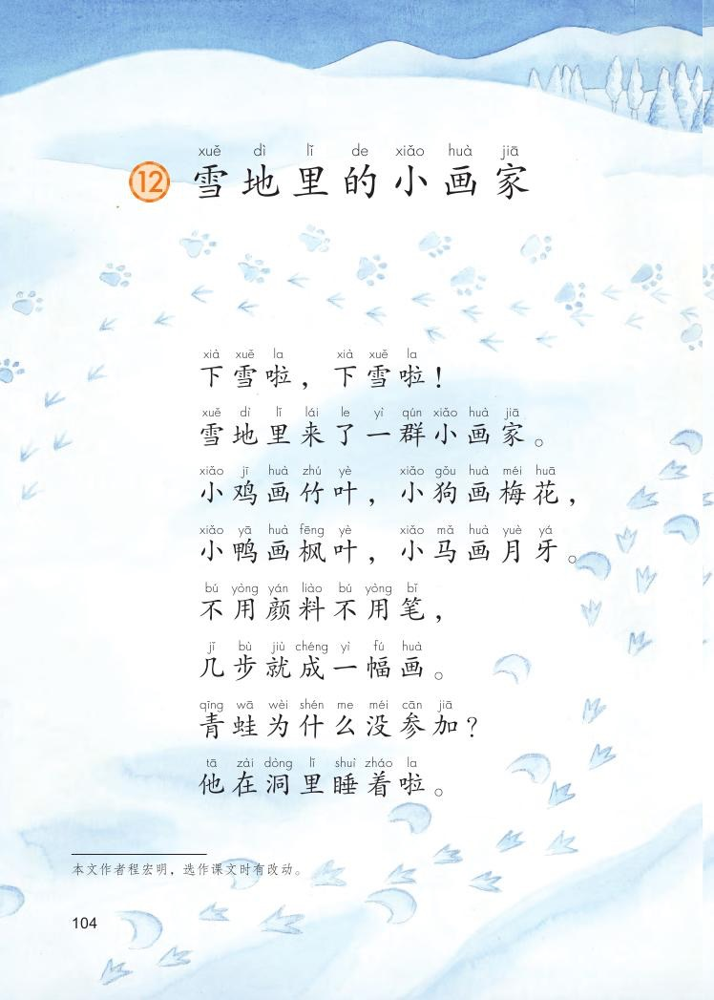 xuě dì lǐ de xiǎo huà jiā
12 雪地里的小画家
xià xuě la xià xuě la
下雪啦，下雪啦！
xuě dì lǐ lái le yì qún xiǎo huà jiā
雪地里来了一群小画家。
xiǎo jī huà zhú yè xiǎo gǒu huà méi huā
小鸡画竹叶，小狗画梅花，
xiǎo yā huà fēng yè xiǎo mǎ huà yuè yá
小鸭画枫叶，小马画月牙。
bú yòng yán liào bú yòng bǐ
不用颜料不用笔，
jǐ bù jiù chéng yì fú huà
几步就成一幅画。
qīng wā wèi shén me méi cān jiā
青蛙为什么没参加？
tā zài dòng lǐ shuì zháo la
他在洞里睡着啦。
本文作者程宏明，选作课文时有改动。
104